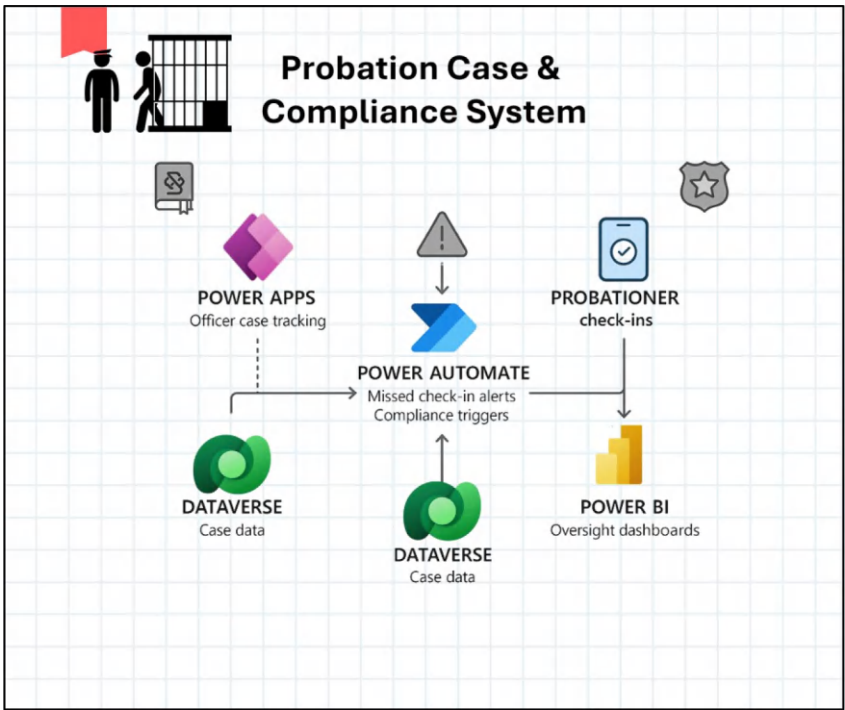 Probation Case &
Compliance System
POWER APPS
Officer case tracking
PROBATIONER
check-ins
POWER AUTOMATE
Missed check-in alerts
Compliance triggers
DATAVERSE
Case data
POWER BI
Oversight dashboards
DATAVERSE
Case data